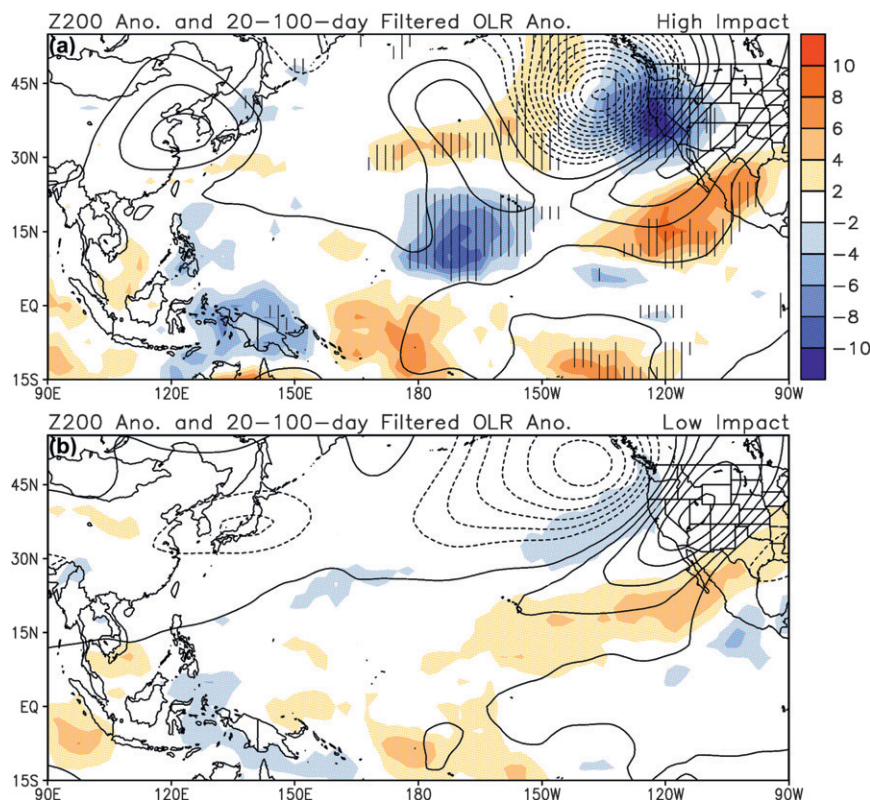 Z200 Ano. and 20−100−day Filtered OLR Ano. High Impact
(a)
45N
30N
15N
EQ
15S
90E 120E 150E 180 150W 120W 90W
10
8
6
4
2
−2
−4
−6
−8
−10
Z200 Ano. and 20−100−day Filtered OLR Ano. Low Impact
(b)
45N
30N
15N
EQ
15S
90E 120E 150E 180 150W 120W 90W